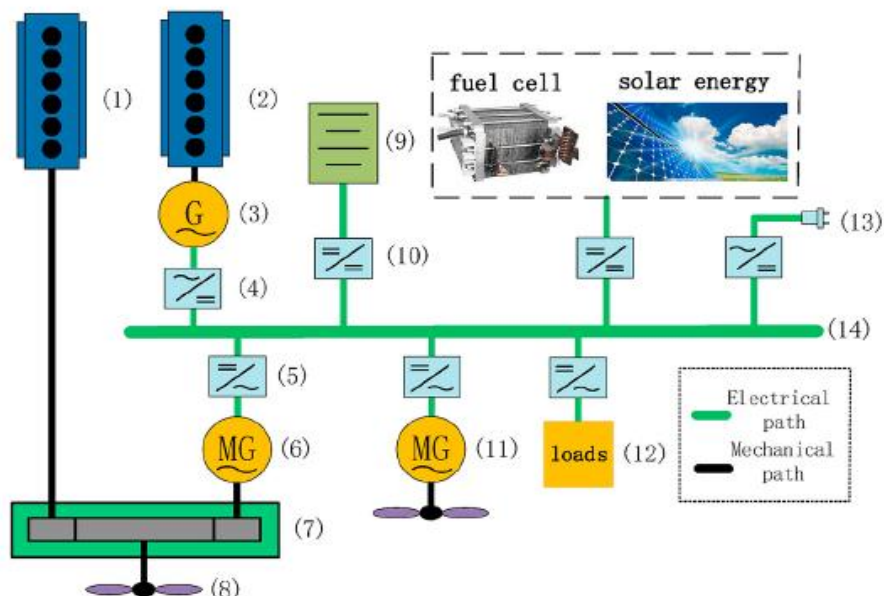 (1)
(2)
fuel cell
solar energy
(9)
G
(3)
(10)
(13)
(4)
(14)
(5)
MG
(6)
MG
(11)
loads
(12)
Electrical
path
Mechanical
path
(7)
(8)